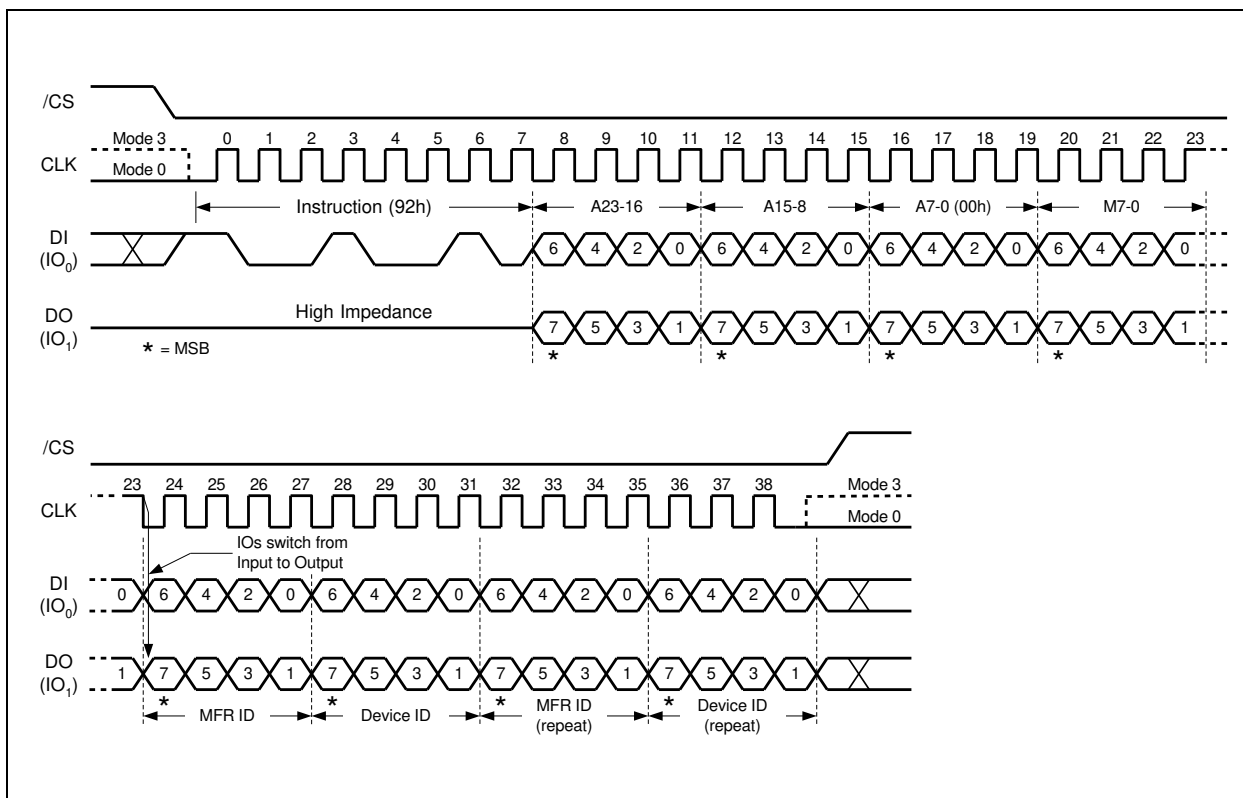 /CS
Mode 3
0 1 2 3 4 5 6 7 8 9 10 11 12 13 14 15 16 17 18 19 20 21 22 23
CLK
Mode 0
Instruction (92h) A23-16 A15-8 A7-0 (00h) M7-0
DI
(IO0)
6 4 2 0 6 4 2 0 6 4 2 0 6 4 2 0
High Impedance
DO
(IO1)
7 5 3 1 7 5 3 1 7 5 3 1 7 5 3 1
* = MSB * * * *
/CS
23 24 25 26 27 28 29 30 31 32 33 34 35 36 37 38
Mode 3
CLK
Mode 0
IOs switch from
Input to Output
DI
(IO0)
0 6 4 2 0 6 4 2 0 6 4 2 0 6 4 2 0
DO
(IO1)
1 7 5 3 1 7 5 3 1 7 5 3 1 7 5 3 1
* * * *
MFR ID Device ID MFR ID
(repeat)
Device ID
(repeat)